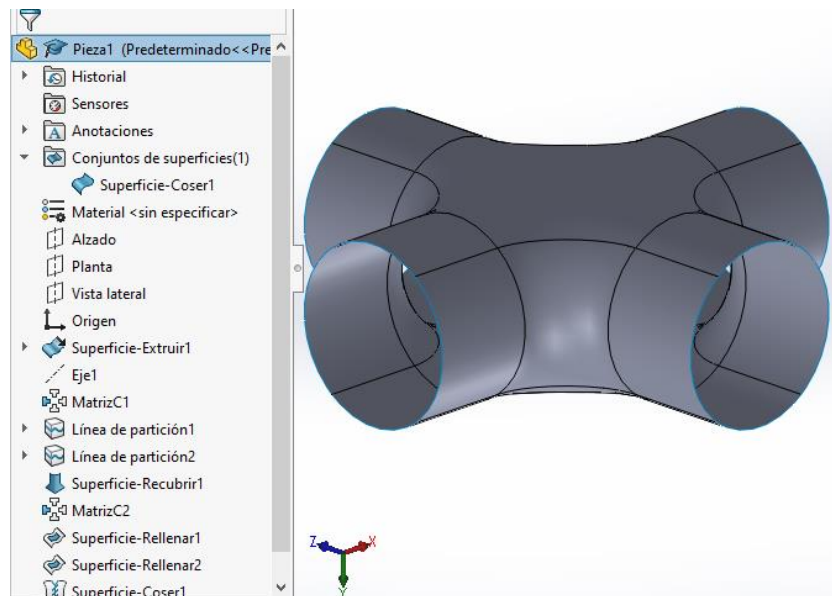 Pieza1 (Predeterminado<<Pre
Historial
Sensores
Anotaciones
Conjuntos de superficies(1)
Superficie-Coser1
Material <sin especificar>
Alzado
Planta
Vista lateral
Origen
Superficie-Extruir1
Eje1
MatrizC1
Línea de partición1
Línea de partición2
Superficie-Recubrir1
MatrizC2
Superficie-Rellenar1
Superficie-Rellenar2
Superficie-Coser1
Z X
Y